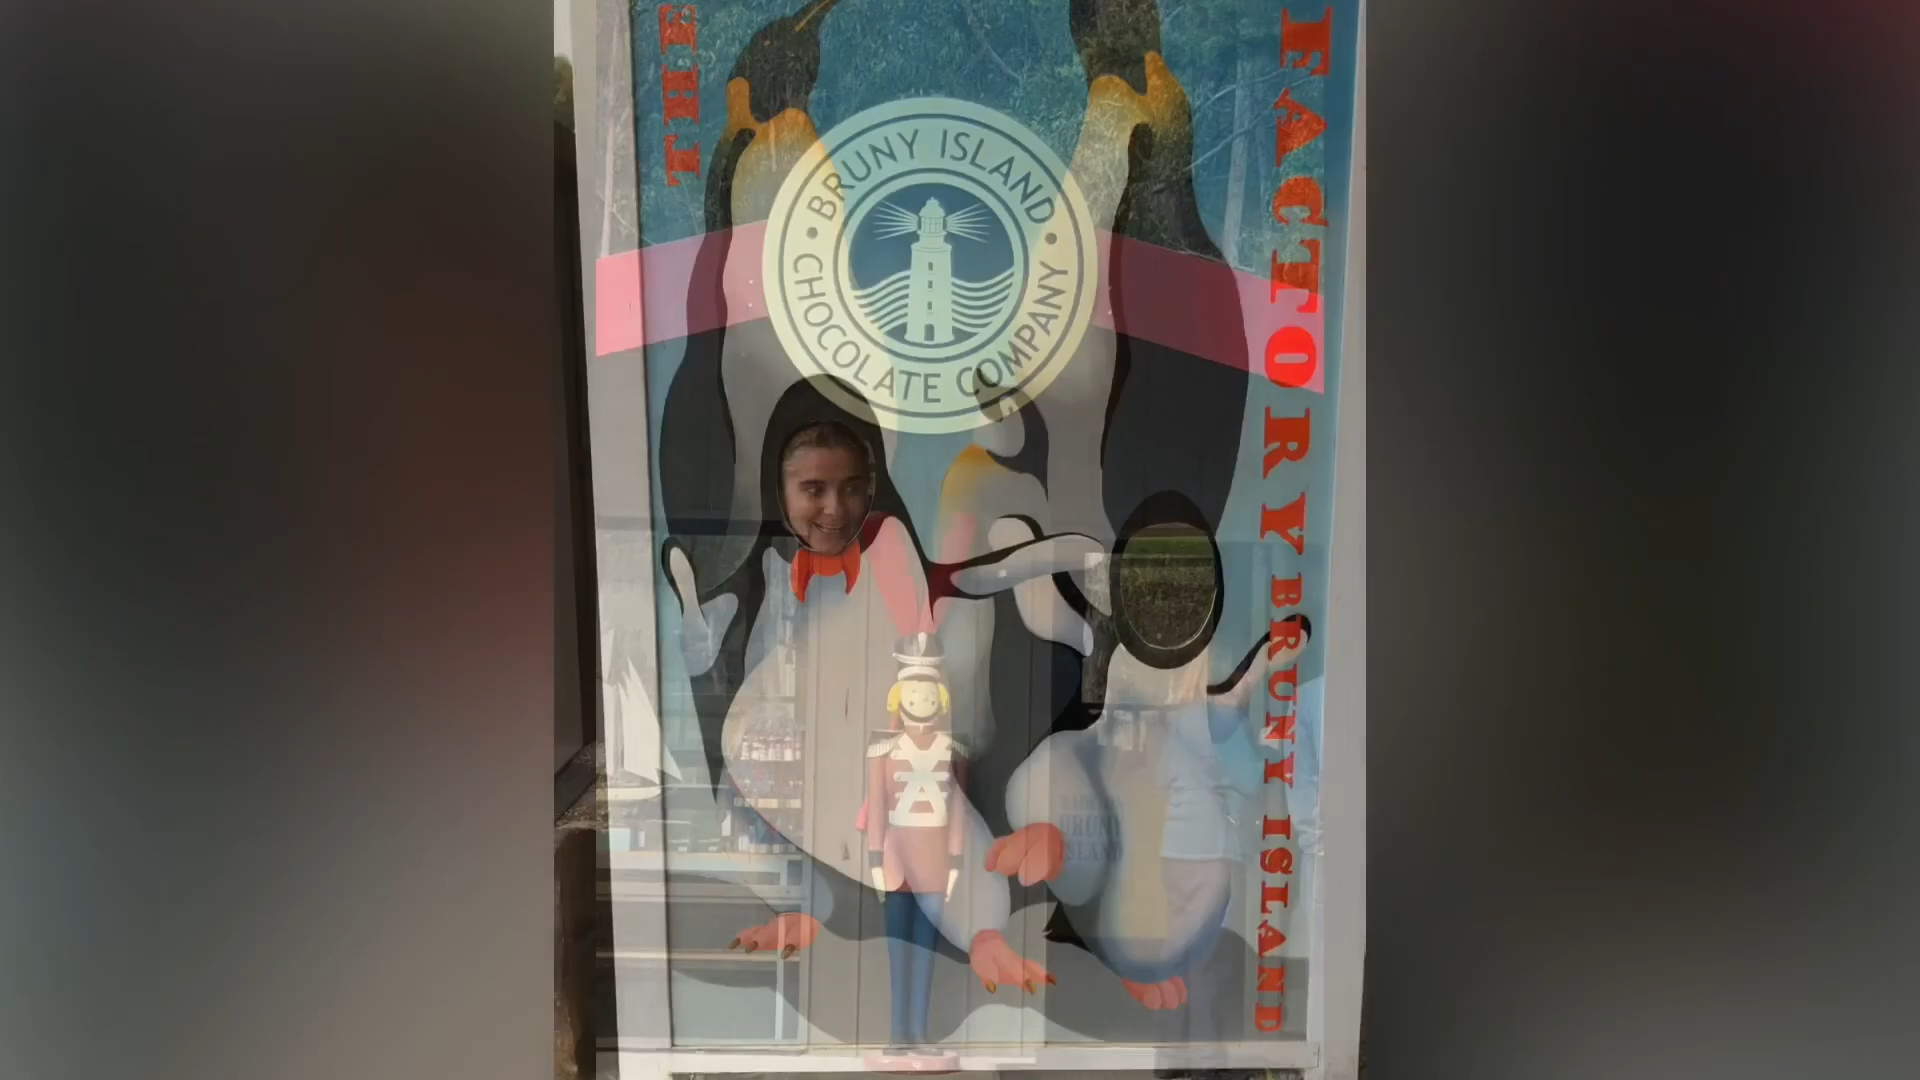 THE
BRUNY ISLAND
CHOCOLATE COMPANY
FACTORY BRUNY ISLAND
BRUNY
ISLAND